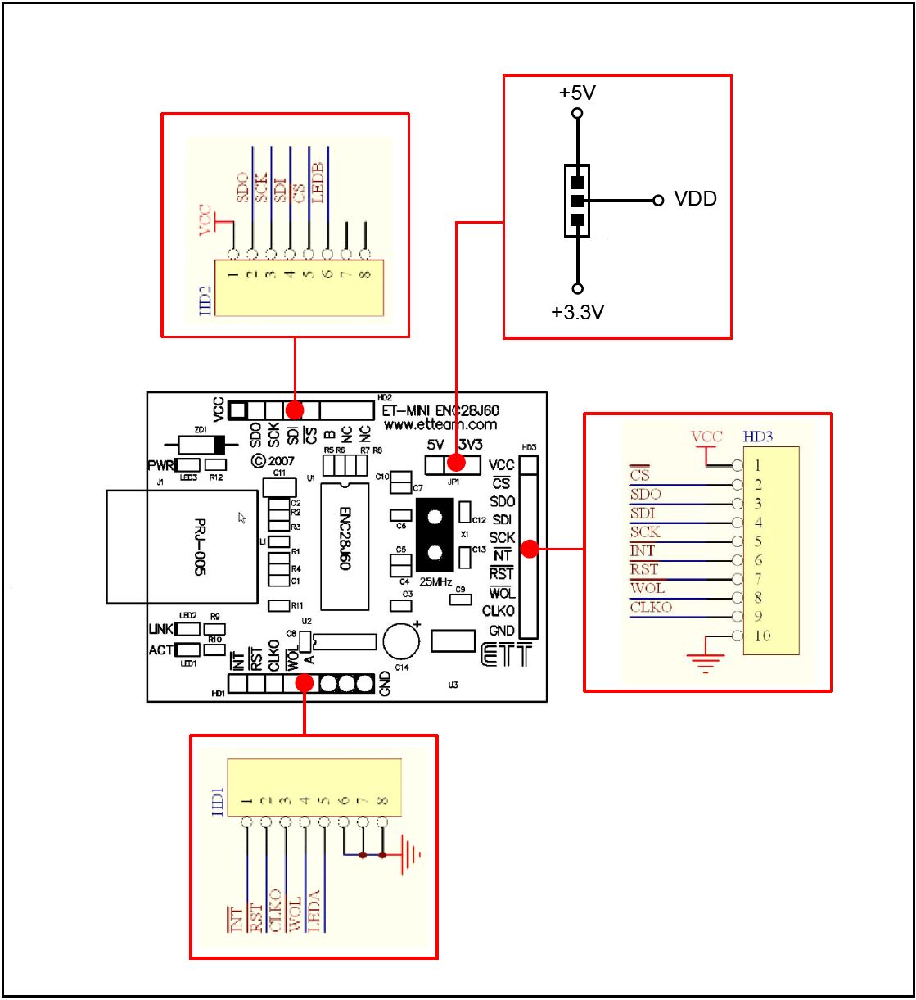 +5V
VDD
+3.3V
SDO
SCK
SDI
CS
LEDB
VCC
1 2 3 4 5 6 7 8
HD2
VCC
HD2
ET-MINI ENC28J60
www.etteam.com
SDO
SCK
SDI
CS
B
NC
NC
© 2007
ZD1
PWR
LED3
R12
J1
C11
U1
R5 R6
R7 R8
C10
C7
5V
3V3
JP1
HD3
VCC
CS
SDO
SDI
SCK
INT
RST
WOL
CLKO
GND
PRJ-005
C2
R2
R3
L1
R1
R4
C1
R11
ENC28J60
C6
C5
C4
C3
C12
X1
C13
25MHz
C9
LINK
LED2
R9
ACT
LED1
R10
U2
C8
C14
+
ETT
U3
INT
RST
CLKO
WOL
A
HD1
GND
VCC
HD3
1
CS
2
SDO
3
SDI
4
SCK
5
INT
6
RST
7
WOL
8
CLKO
9
10
HD1
1 2 3 4 5 6 7 8
INT
RST
CLKO
WOL
LEDA